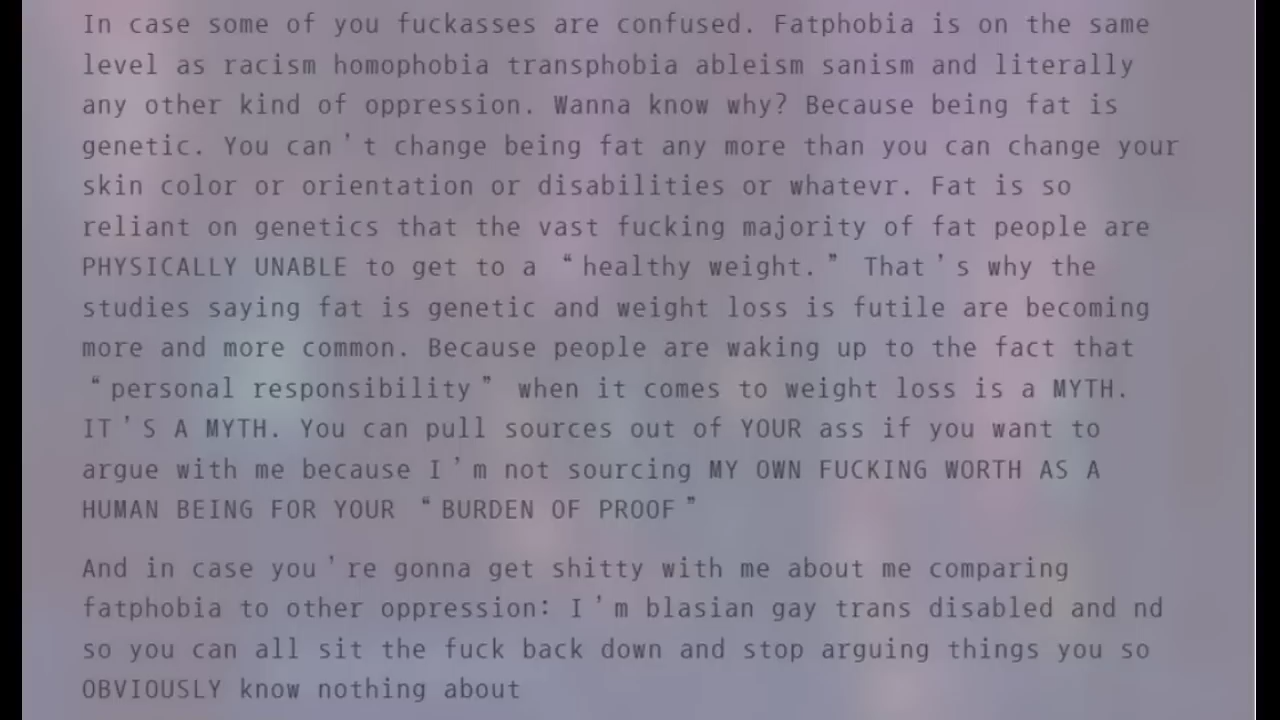 In case some of you fuckasses are confused. Fatphobia is on the same
level as racism homophobia transphobia ableism sanism and literally
any other kind of oppression. Wanna know why? Because being fat is
genetic. You can't change being fat any more than you can change your
skin color or orientation or disabilities or whatevr. Fat is so
reliant on genetics that the vast fucking majority of fat people are
PHYSICALLY UNABLE to get to a “healthy weight.” That's why the
studies saying fat is genetic and weight loss is futile are becoming
more and more common. Because people are waking up to the fact that
“personal responsibility” when it comes to weight loss is a MYTH.
IT'S A MYTH. You can pull sources out of YOUR ass if you want to
argue with me because I'm not sourcing MY OWN FUCKING WORTH AS A
HUMAN BEING FOR YOUR “BURDEN OF PROOF”
And in case you're gonna get shitty with me about me comparing
fatphobia to other oppression: I'm blasian gay trans disabled and nd
so you can all sit the fuck back down and stop arguing things you so
OBVIOUSLY know nothing about